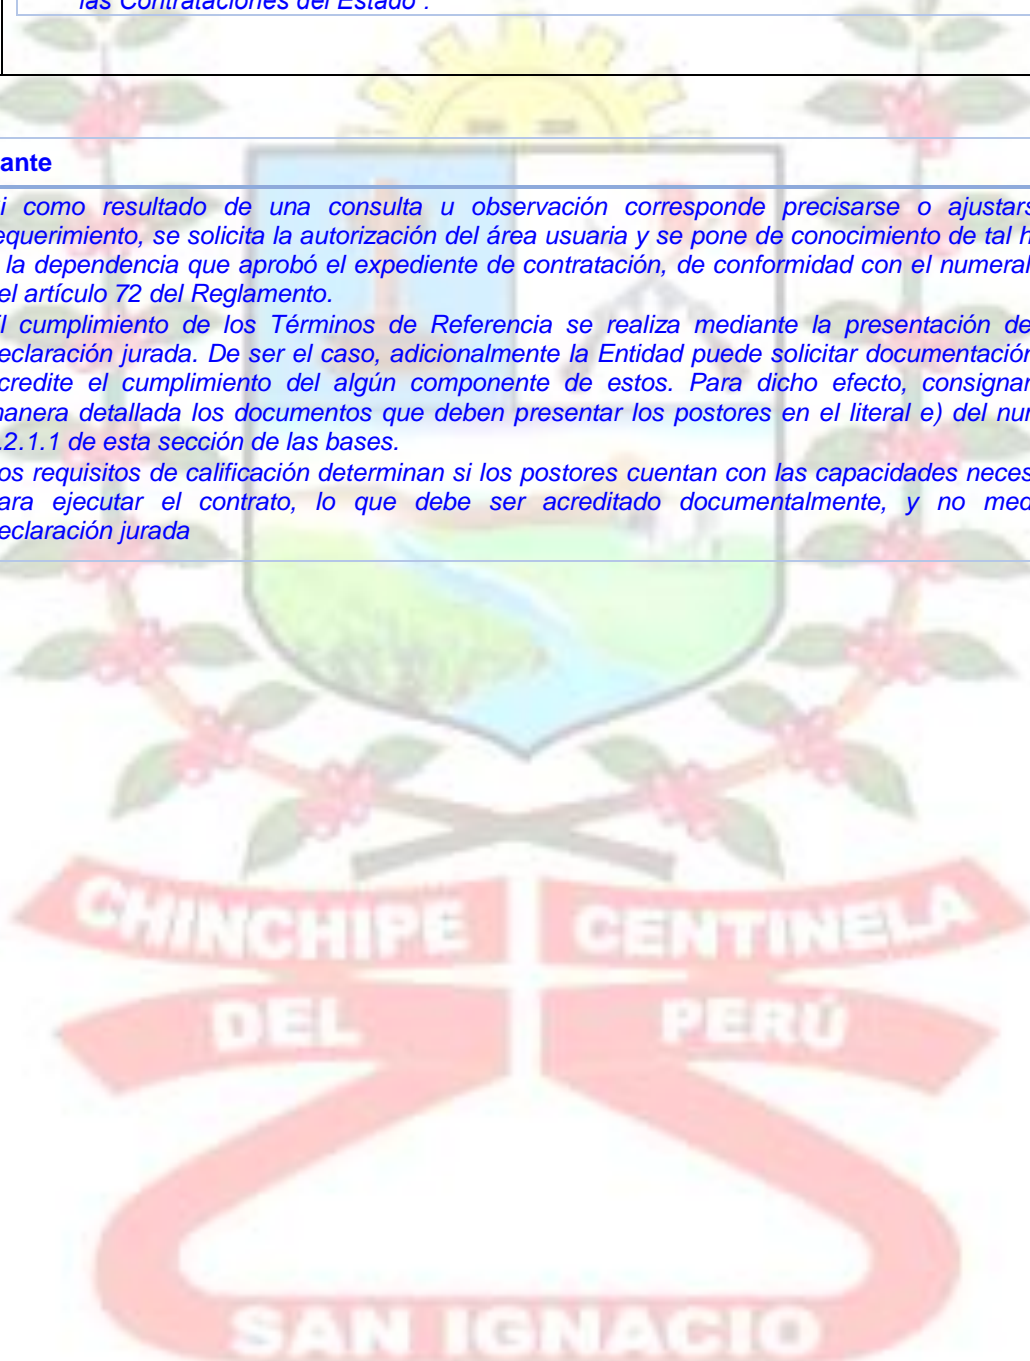 las Contrataciones del Estado".
ante
i como resultado de una consulta u observación corresponde precisarse o ajustars
equerimiento, se solicita la autorización del área usuaria y se pone de conocimiento de tal h
la dependencia que aprobó el expediente de contratación, de conformidad con el numeral
el artículo 72 del Reglamento.
l cumplimiento de los Términos de Referencia se realiza mediante la presentación de
eclaración jurada. De ser el caso, adicionalmente la Entidad puede solicitar documentación
credite el cumplimiento del algún componente de estos. Para dicho efecto, consignar
nanera detallada los documentos que deben presentar los postores en el literal e) del nur
.2.1.1 de esta sección de las bases.
os requisitos de calificación determinan si los postores cuentan con las capacidades neces
ara ejecutar el contrato, lo que debe ser acreditado documentalmente, y no med
eclaración jurada
CHINCHIPE CENTINELA
DEL PERÚ
SAN IGNACIO